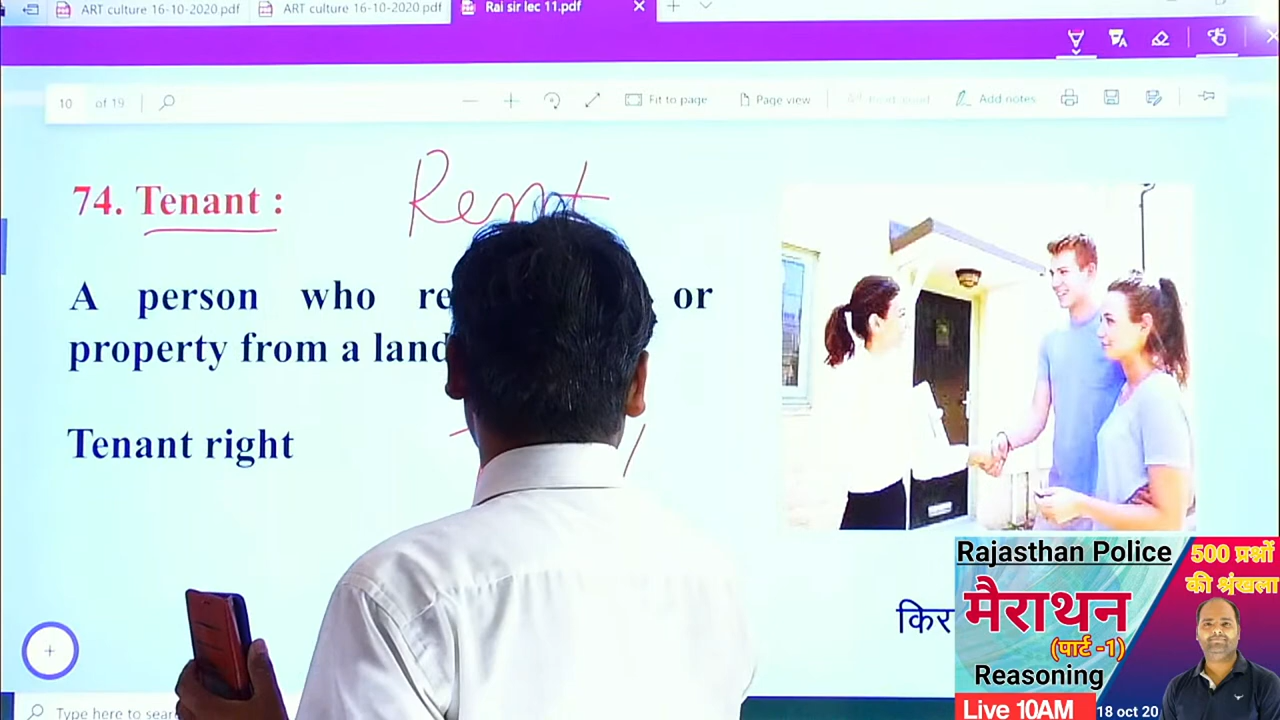 ART culture 16-10-2020.pdf
ART culture 16-10-2020.pdf
Rai sir lec 11.pdf
10 of 19
Fit to page
Page view
Add notes
74. Tenant :
Rent
A person who re
or
property from a land
Tenant right
किर
Type here to sear
Rajasthan Police
500 प्रश्नों
की श्रृंखला
मैराथन
(पार्ट -1)
Reasoning
Live 10AM
18 oct 20